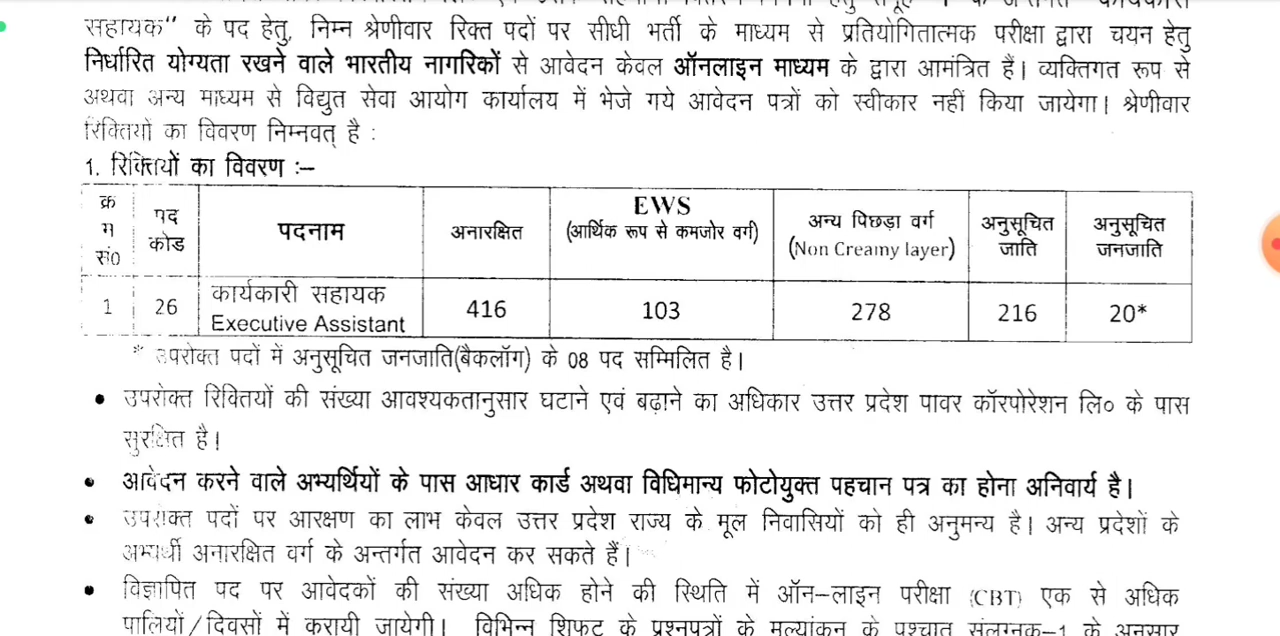 सहायक" के पद हेतु, निम्न श्रेणीवार रिक्त पदों पर सीधी भर्ती के माध्यम से प्रतियोगितात्मक परीक्षा द्वारा चयन हेतु
निर्धारित योग्यता रखने वाले भारतीय नागरिकों से आवेदन केवल ऑनलाइन माध्यम के द्वारा आमंत्रित हैं। व्यक्तिगत रूप से
अथवा अन्य माध्यम से विद्युत सेवा आयोग कार्यालय में भेजे गये आवेदन पत्रों को स्वीकार नहीं किया जायेगा। श्रेणीवार
रिक्तियों का विवरण निम्नवत् है :
1. रिक्तियों का विवरण :–
क्रम सं० पद कोड पदनाम अनारक्षित EWS (आर्थिक रूप से कमजोर वर्ग) अन्य पिछड़ा वर्ग (Non Creamy layer) अनुसूचित जाति अनुसूचित जनजाति
1 26 कार्यकारी सहायक Executive Assistant 416 103 278 216 20*
* उपरोक्त पदों में अनुसूचित जनजाति(बैकलॉग) के 08 पद सम्मिलित है।
• उपरोक्त रिक्तियों की संख्या आवश्यकतानुसार घटाने एवं बढ़ाने का अधिकार उत्तर प्रदेश पावर कॉरपोरेशन लि० के पास
सुरक्षित है।
• आवेदन करने वाले अभ्यर्थियों के पास आधार कार्ड अथवा विधिमान्य फोटोयुक्त पहचान पत्र का होना अनिवार्य है।
• उपरोक्त पदों पर आरक्षण का लाभ केवल उत्तर प्रदेश राज्य के मूल निवासियों को ही अनुमन्य है। अन्य प्रदेशों के
अभ्यर्थी अनारक्षित वर्ग के अन्तर्गत आवेदन कर सकते हैं।
• विज्ञापित पद पर आवेदकों की संख्या अधिक होने की स्थिति में ऑन–लाइन परीक्षा (CBT) एक से अधिक
पालियों/दिवसों में करायी जायेगी। विभिन्न शिफ्ट के प्रश्नपत्रों के मूल्यांकन के पश्चात संलग्नक–1 के अनुसार